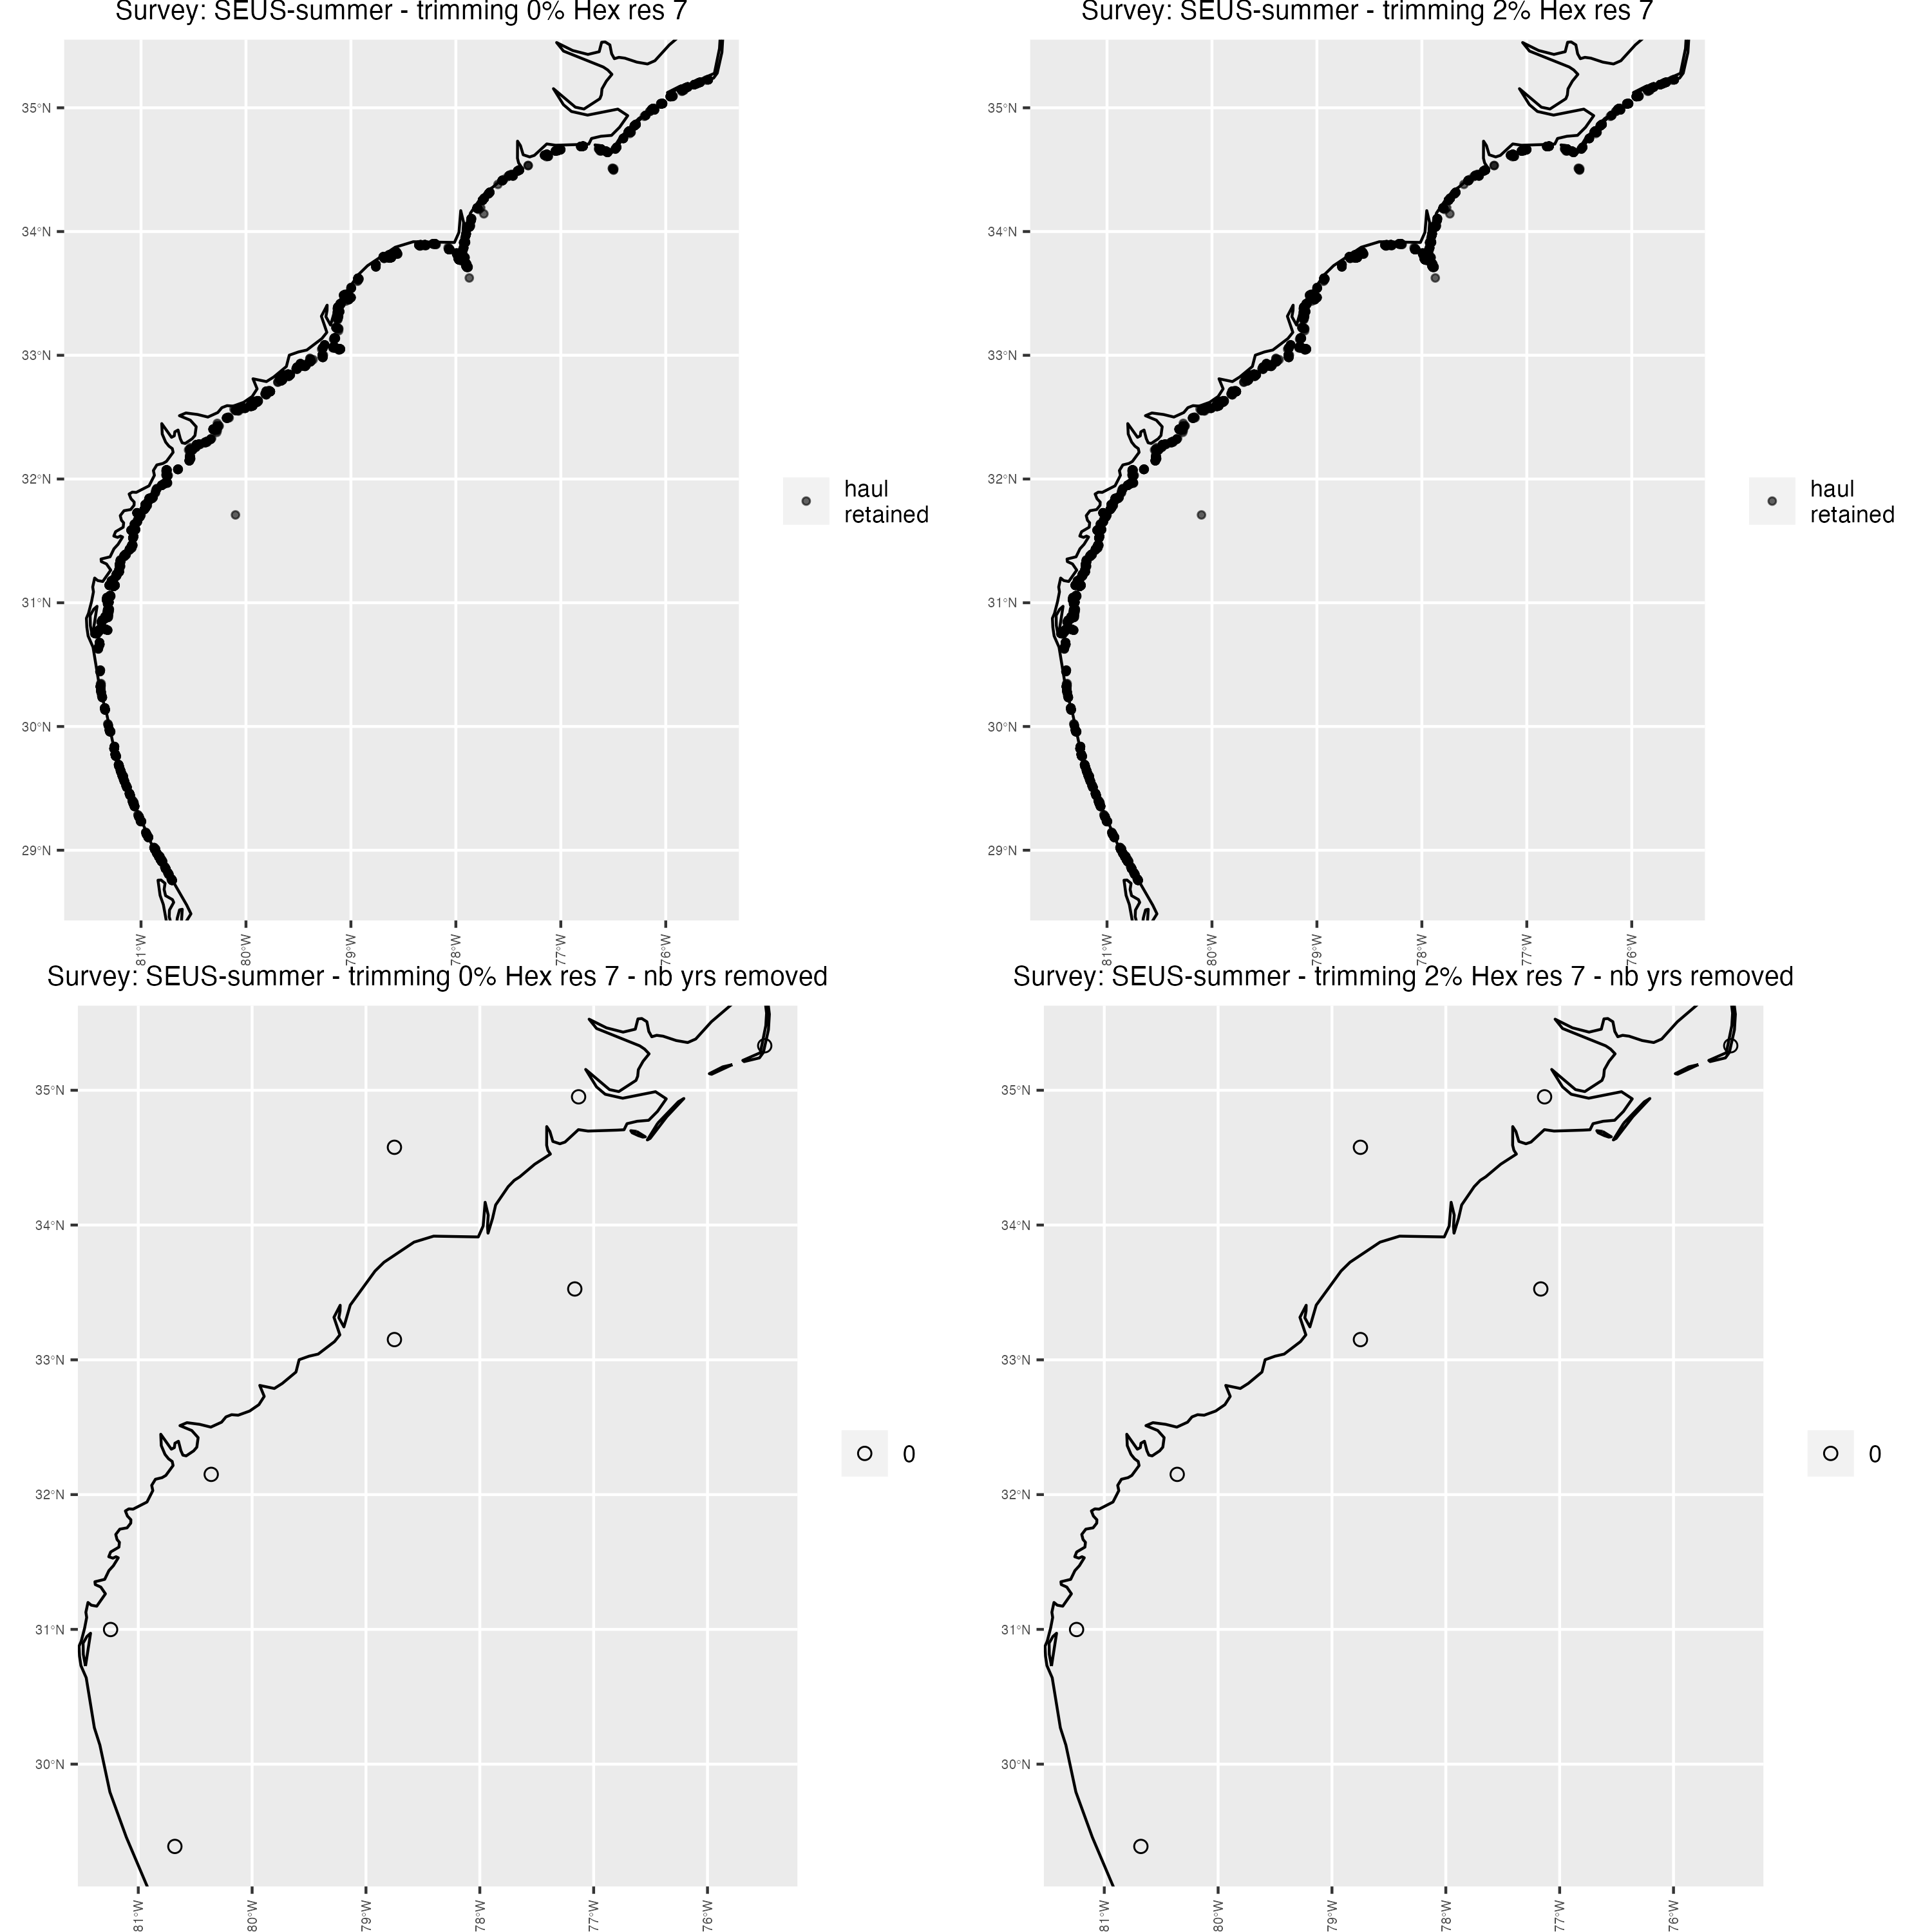 Survey: SEUS-summer - trimming 0% Hex res 7
35°N
34°N
33°N
32°N
31°N
30°N
29°N
81°W
80°W
79°W
78°W
77°W
76°W
haul
retained
Survey: SEUS-summer - trimming 2% Hex res 7
35°N
34°N
33°N
32°N
31°N
30°N
29°N
81°W
80°W
79°W
78°W
77°W
76°W
haul
retained
Survey: SEUS-summer - trimming 0% Hex res 7 - nb yrs removed
35°N
34°N
33°N
32°N
31°N
30°N
81°W
80°W
79°W
78°W
77°W
76°W
0
Survey: SEUS-summer - trimming 2% Hex res 7 - nb yrs removed
35°N
34°N
33°N
32°N
31°N
30°N
81°W
80°W
79°W
78°W
77°W
76°W
0